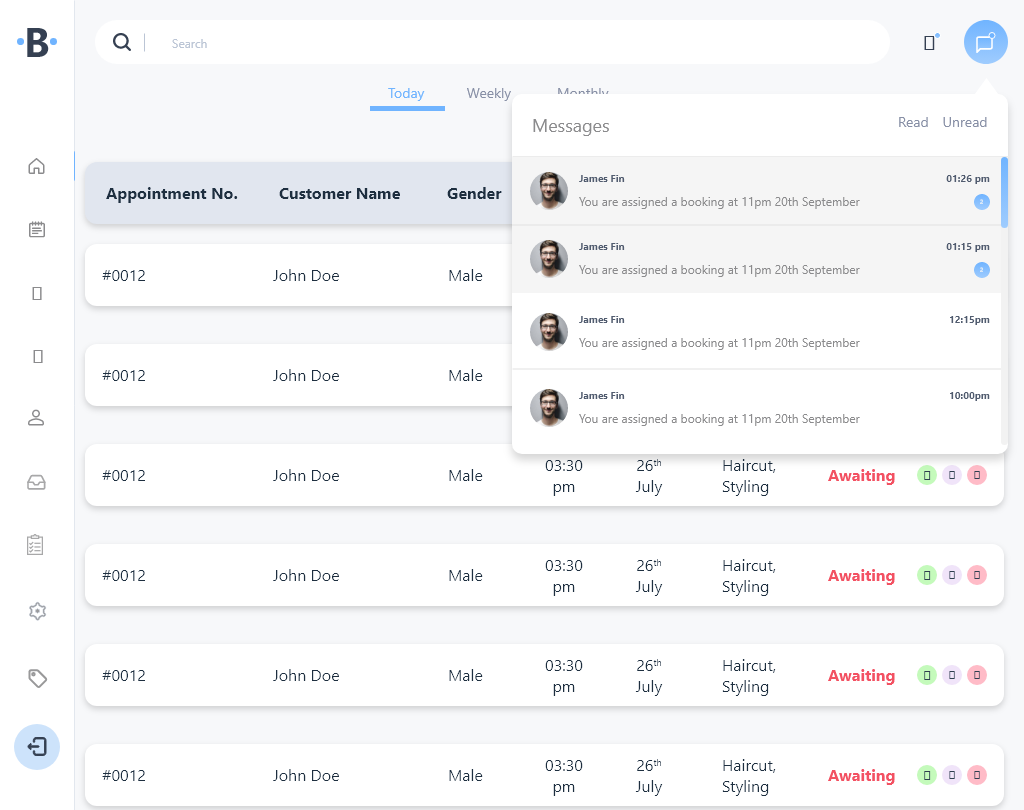 B
Search
Today Weekly Monthly
Messages Read Unread
Appointment No. Customer Name Gender
James Fin 01:26 pm
You are assigned a booking at 11pm 20th September 2
James Fin 01:15 pm
You are assigned a booking at 11pm 20th September 2
James Fin 12:15pm
You are assigned a booking at 11pm 20th September
James Fin 10:00pm
You are assigned a booking at 11pm 20th September
#0012 John Doe Male
#0012 John Doe Male
#0012 John Doe Male 03:30 pm 26th July Haircut, Styling Awaiting
#0012 John Doe Male 03:30 pm 26th July Haircut, Styling Awaiting
#0012 John Doe Male 03:30 pm 26th July Haircut, Styling Awaiting
#0012 John Doe Male 03:30 pm 26th July Haircut, Styling Awaiting